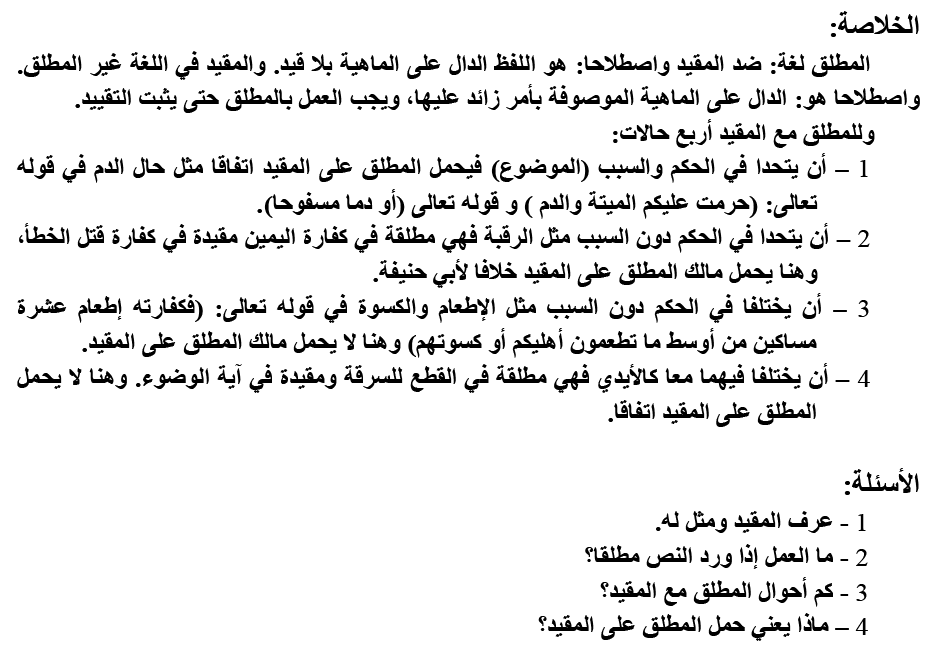 الخلاصة:
المطلق لغة: ضد المقيد واصطلاحا: هو اللفظ الدال على الماهية بلا قيد. والمقيد في اللغة غير المطلق.
واصطلاحا هو: الدال على الماهية الموصوفة بأمر زائد عليها، ويجب العمل بالمطلق حتى يثبت التقييد.
وللمطلق مع المقيد أربع حالات:
1 – أن يتحدا في الحكم والسبب (الموضوع) فيحمل المطلق على المقيد اتفاقا مثل حال الدم في قوله
تعالى: (حرمت عليكم الميتة والدم ) و قوله تعالى (أو دما مسفوحا).
2 – أن يتحدا في الحكم دون السبب مثل الرقبة فهي مطلقة في كفارة اليمين مقيدة في كفارة قتل الخطأ،
وهنا يحمل مالك المطلق على المقيد خلافا لأبي حنيفة.
3 – أن يختلفا في الحكم دون السبب مثل الإطعام والكسوة في قوله تعالى: (فكفارته إطعام عشرة
مساكين من أوسط ما تطعمون أهليكم أو كسوتهم) وهنا لا يحمل مالك المطلق على المقيد.
4 – أن يختلفا فيهما معا كالأيدي فهي مطلقة في القطع للسرقة ومقيدة في آية الوضوء. وهنا لا يحمل
المطلق على المقيد اتفاقا.
الأسئلة:
1 - عرف المقيد ومثل له.
2 - ما العمل إذا ورد النص مطلقا؟
3 - كم أحوال المطلق مع المقيد؟
4 – ماذا يعني حمل المطلق على المقيد؟